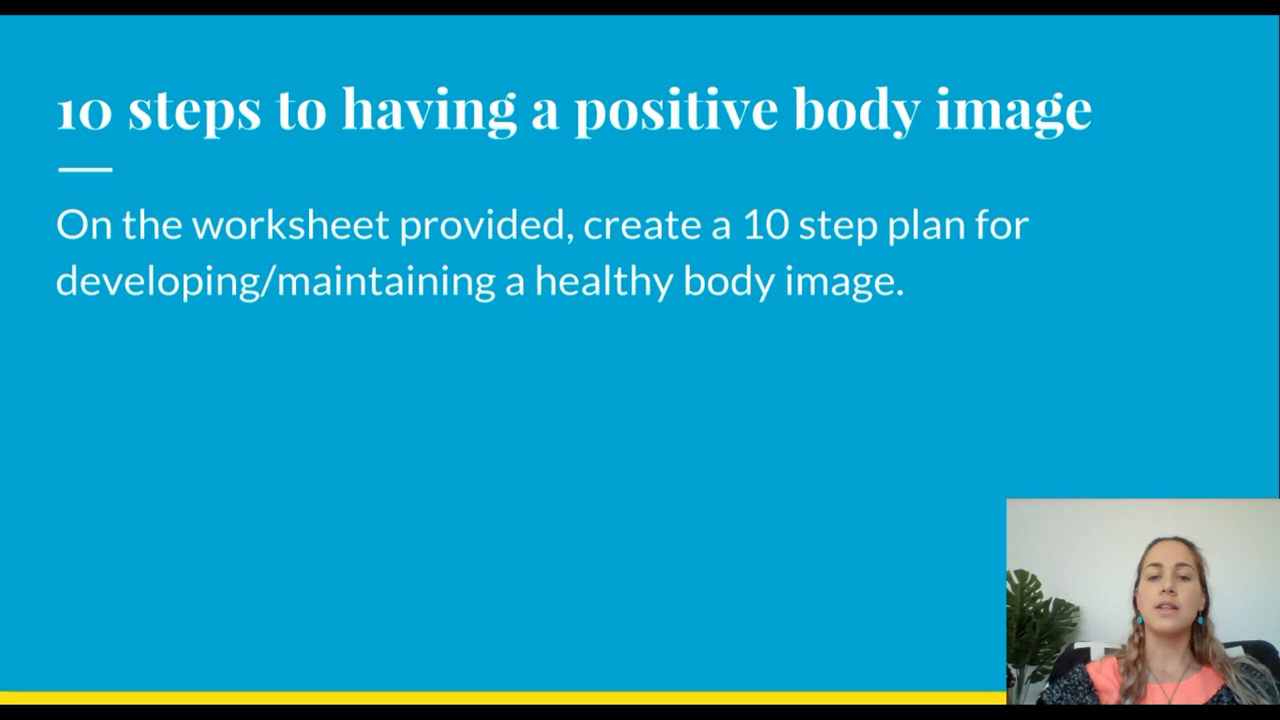 10 steps to having a positive body image
On the worksheet provided, create a 10 step plan for
developing/maintaining a healthy body image.